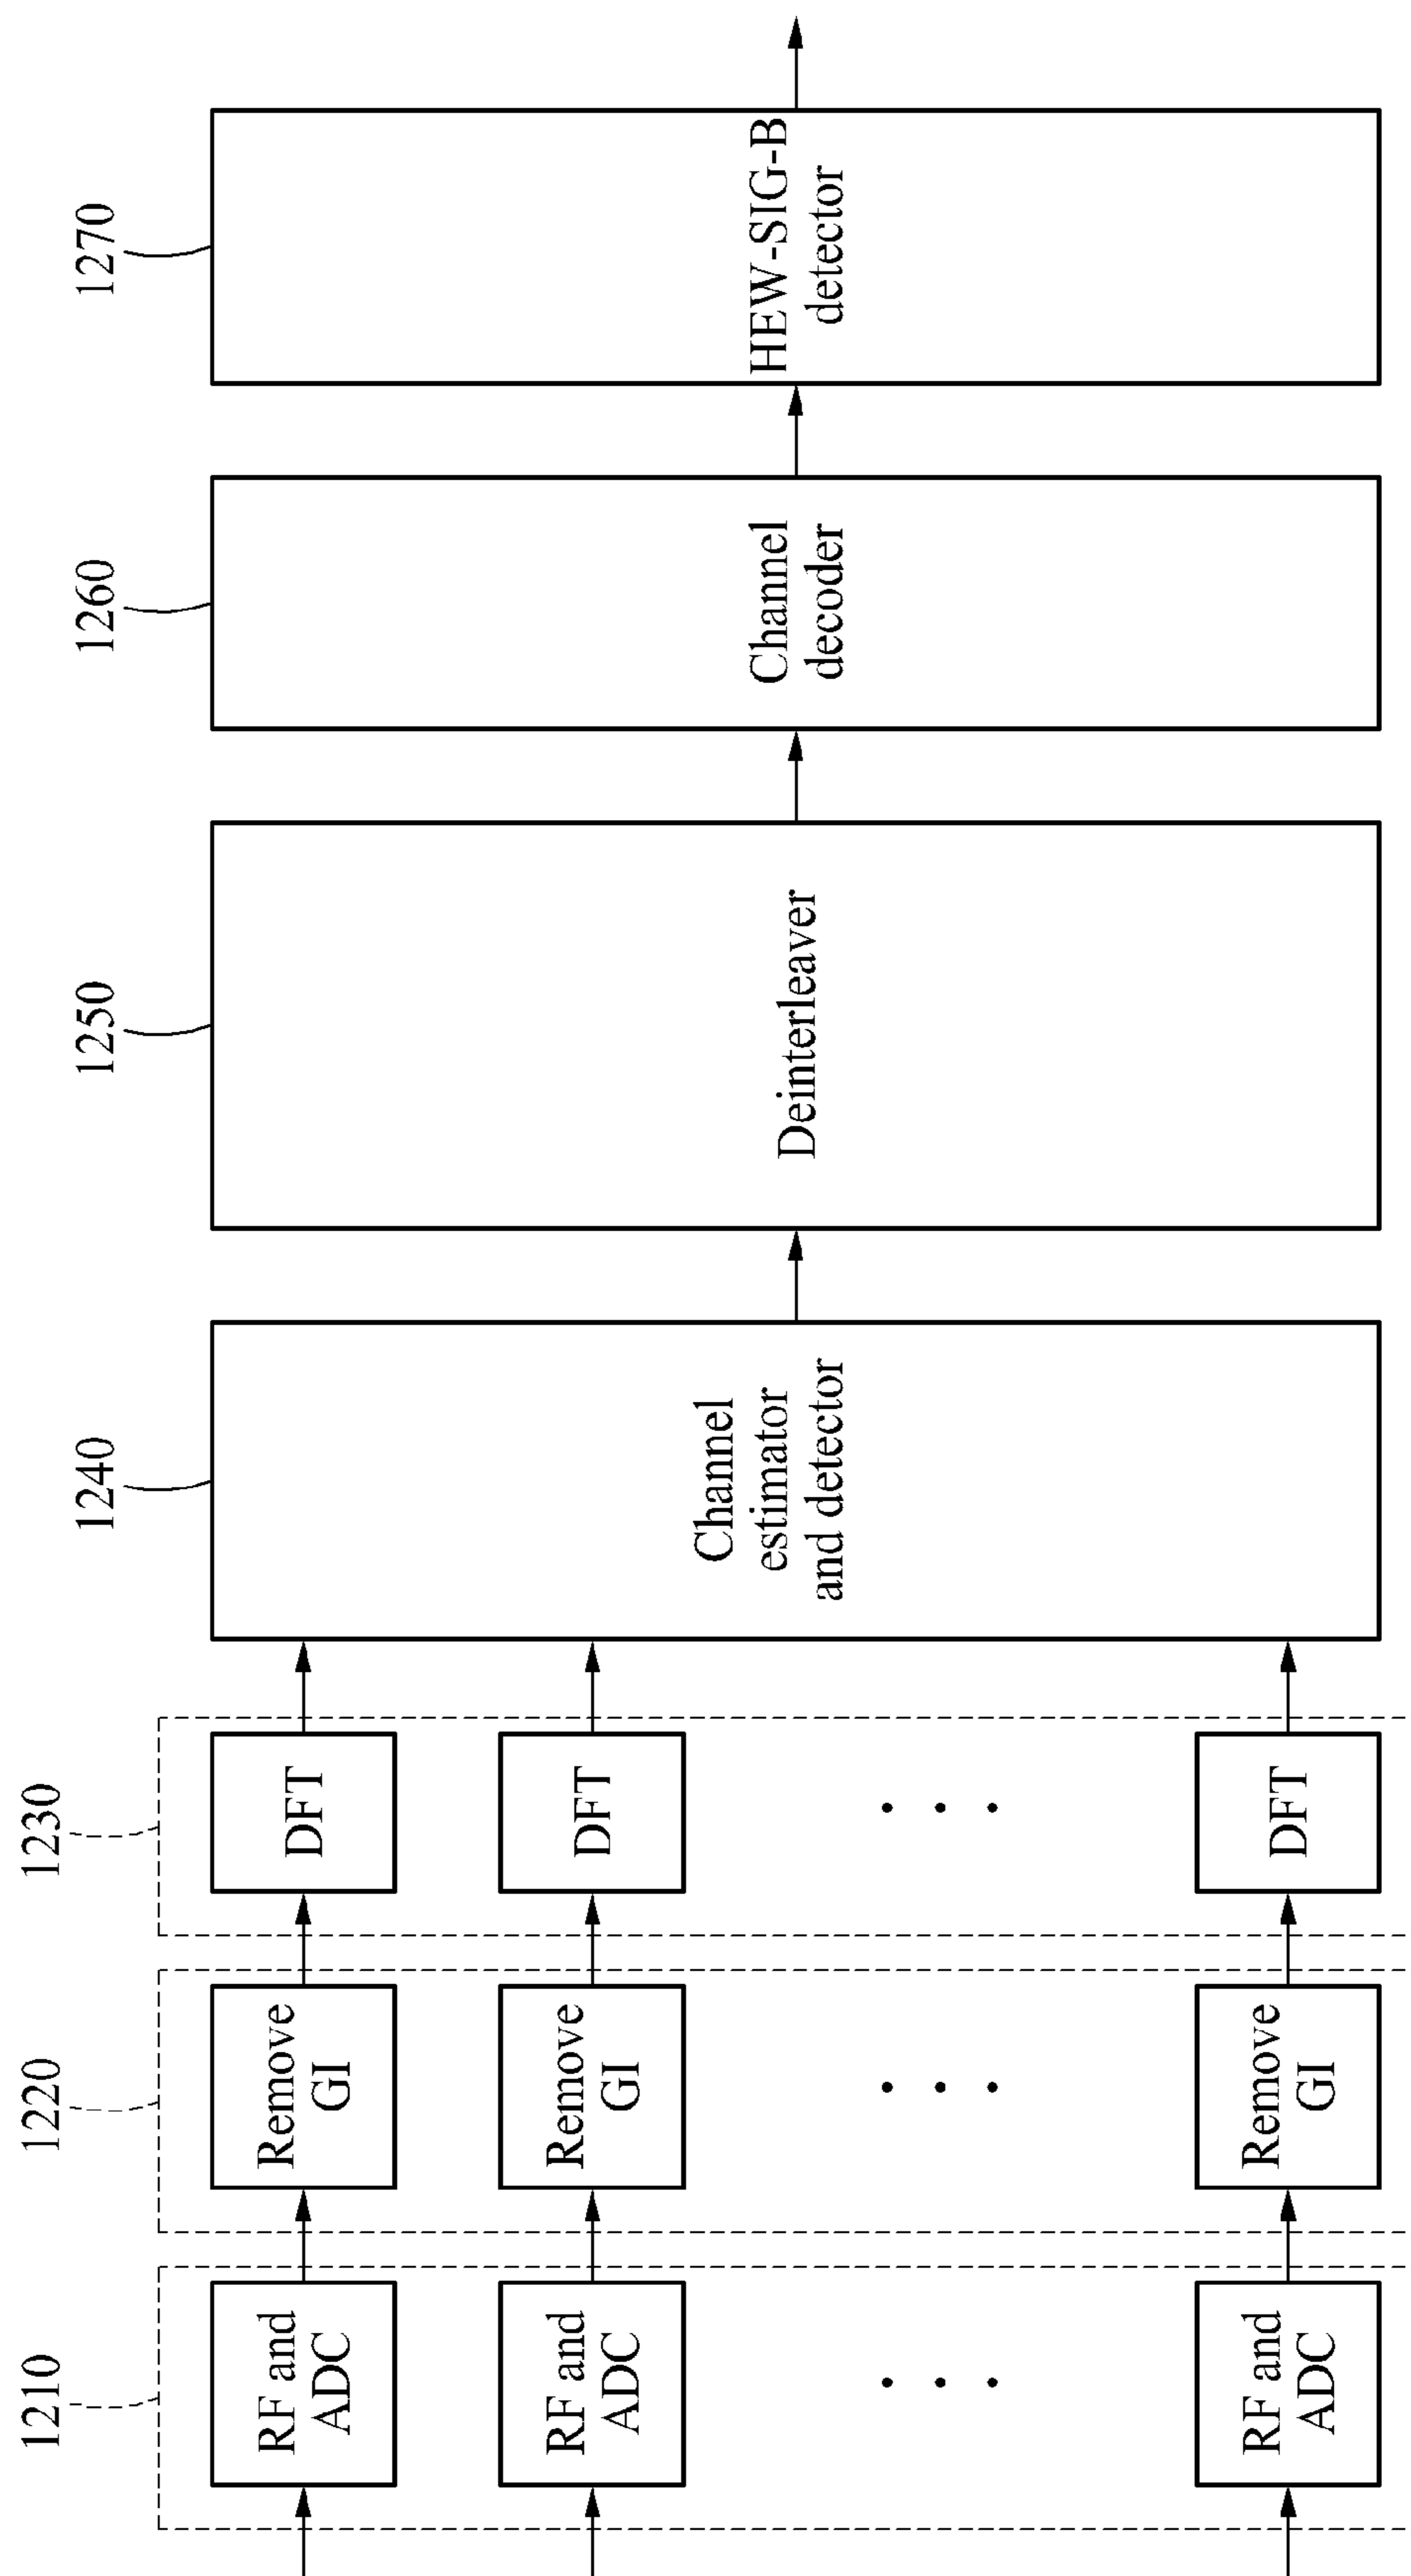 1210
1220
1230
1240
1250
1260
1270
RF and
ADC
Remove
GI
DFT
RF and
ADC
Remove
GI
DFT
. . .
. . .
. . .
RF and
ADC
Remove
GI
DFT
Channel
estimator
and detector
Deinterleaver
Channel
decoder
HEW-SIG-B
detector